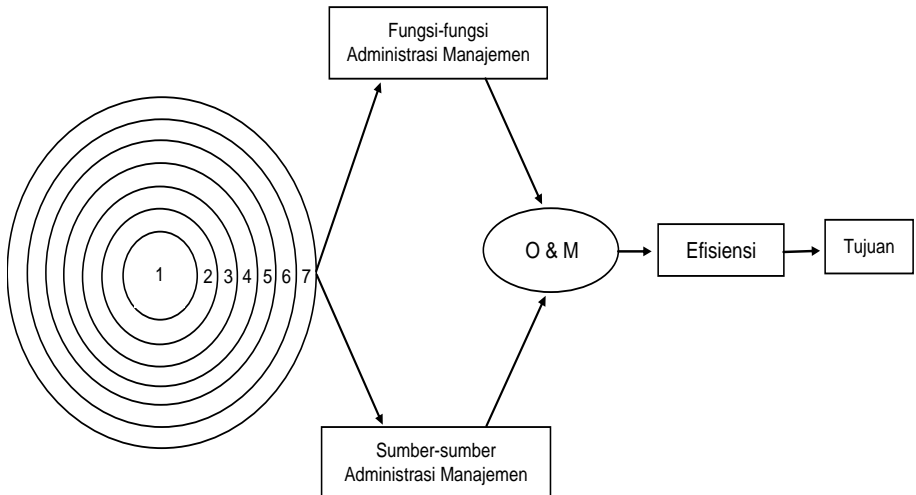 Fungsi-fungsi
Administrasi Manajemen
1 2 3 4 5 6 7
O & M
Efisiensi
Tujuan
Sumber-sumber
Administrasi Manajemen